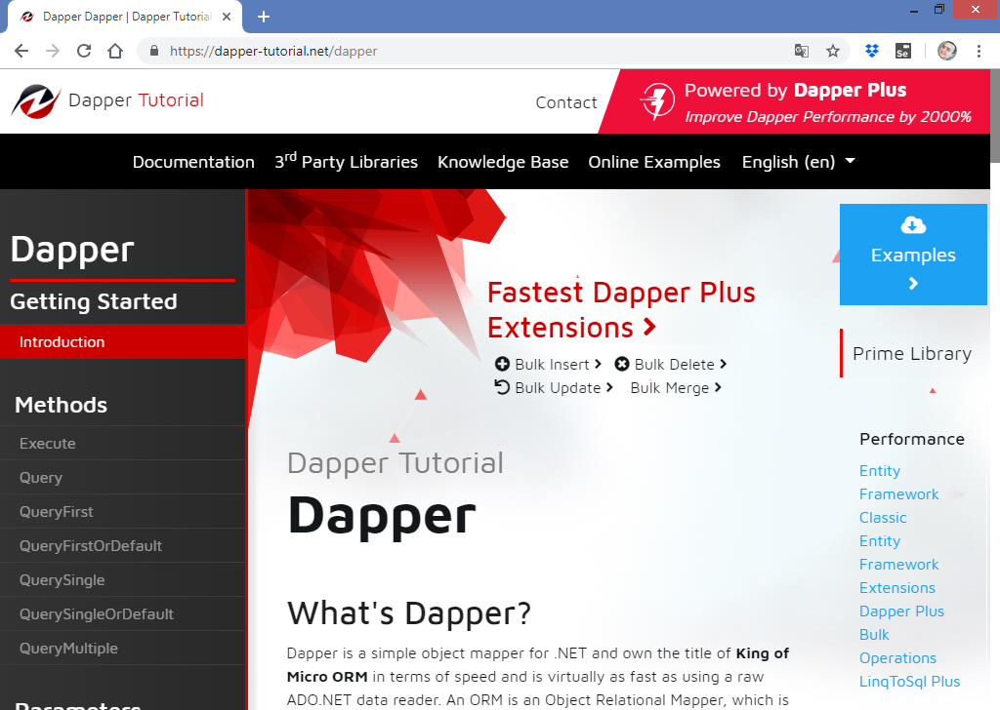 Dapper Dapper | Dapper Tutorial
https://dapper-tutorial.net/dapper
Se
Dapper Tutorial
Contact
Powered by Dapper Plus
Improve Dapper Performance by 2000%
Documentation 3rd Party Libraries Knowledge Base Online Examples English (en)
Dapper
Getting Started
Introduction
Methods
Execute
Query
QueryFirst
QueryFirstOrDefault
QuerySingle
QuerySingleOrDefault
QueryMultiple
Fastest Dapper Plus
Extensions
Bulk Insert Bulk Delete
Bulk Update Bulk Merge
Dapper Tutorial
Dapper
What's Dapper?
Dapper is a simple object mapper for .NET and own the title of King of
Micro ORM in terms of speed and is virtually as fast as using a raw
ADO.NET data reader. An ORM is an Object Relational Mapper, which is
Examples
Prime Library
Performance
Entity
Framework
Classic
Entity
Framework
Extensions
Dapper Plus
Bulk
Operations
LinqToSql Plus